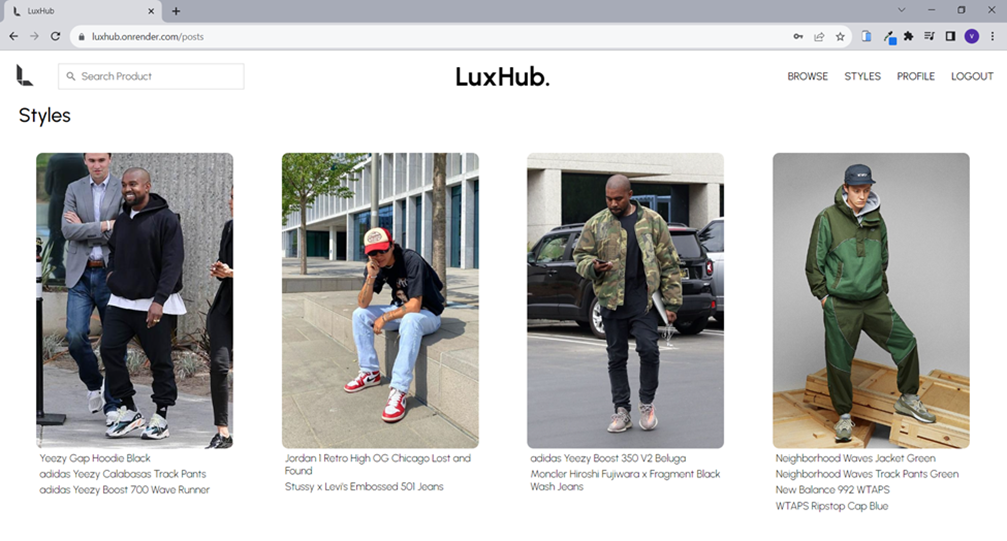 LuxHub
luxhub.onrender.com/posts
V
Search Product
LuxHub.
BROWSE
STYLES
PROFILE
LOGOUT
Styles
Yeezy Gap Hoodie Black
adidas Yeezy Calabasas Track Pants
adidas Yeezy Boost 700 Wave Runner
Jordan 1 Retro High OG Chicago Lost and
Found
Stussy x Levi's Embossed 501 Jeans
adidas Yeezy Boost 350 V2 Beluga
Moncler Hiroshi Fujiwara x Fragment Black
Wash Jeans
Neighborhood Waves Jacket Green
Neighborhood Waves Track Pants Green
New Balance 992 WTAPS
WTAPS Ripstop Cap Blue